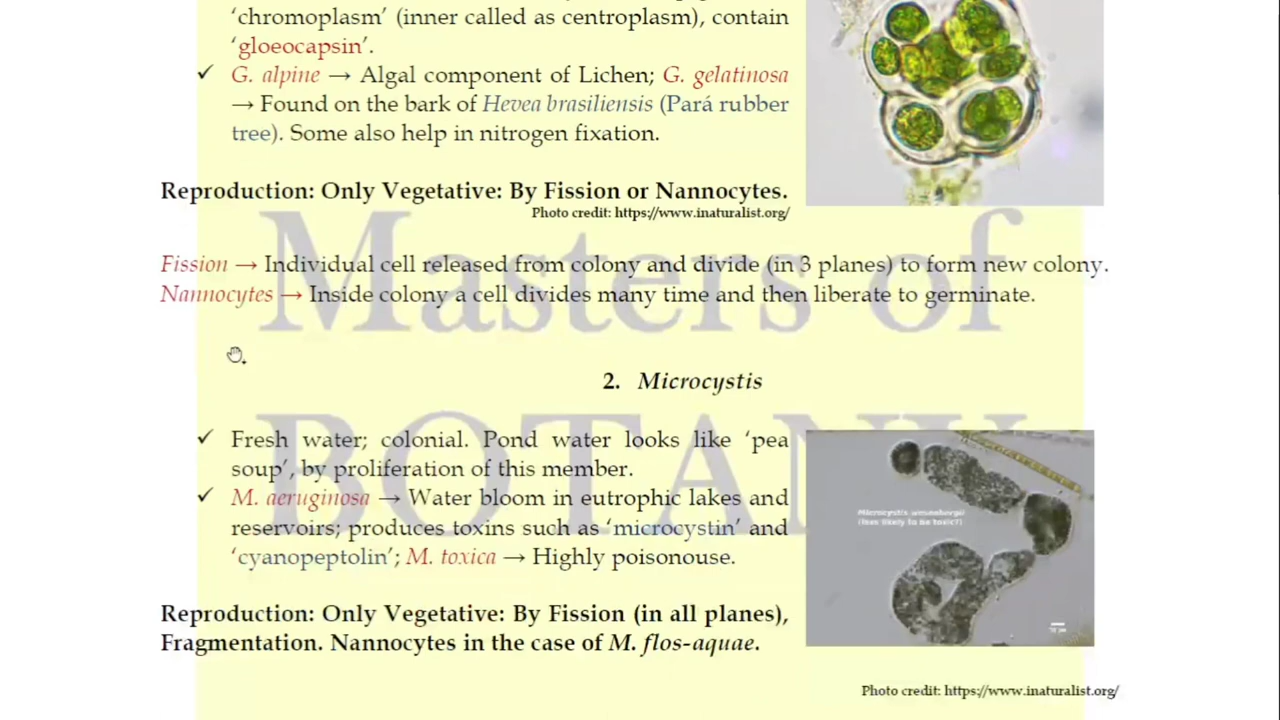 ‘chromoplasm’ (inner called as centroplasm), contain
‘gloeocapsin’.
✓ G. alpine → Algal component of Lichen; G. gelatinosa
→ Found on the bark of Hevea brasiliensis (Pará rubber
tree). Some also help in nitrogen fixation.
Reproduction: Only Vegetative: By Fission or Nannocytes.
Photo credit: https://www.inaturalist.org/
Fission → Individual cell released from colony and divide (in 3 planes) to form new colony.
Nannocytes → Inside colony a cell divides many time and then liberate to germinate.
Masters of
2. Microcystis
BOTANY
✓ Fresh water; colonial. Pond water looks like ‘pea
soup’, by proliferation of this member.
✓ M. aeruginosa → Water bloom in eutrophic lakes and
reservoirs; produces toxins such as ‘microcystin’ and
‘cyanopeptolin’; M. toxica → Highly poisonouse.
Microcystis
(less likely to be toxic?)
Reproduction: Only Vegetative: By Fission (in all planes),
Fragmentation. Nannocytes in the case of M. flos-aquae.
Photo credit: https://www.inaturalist.org/